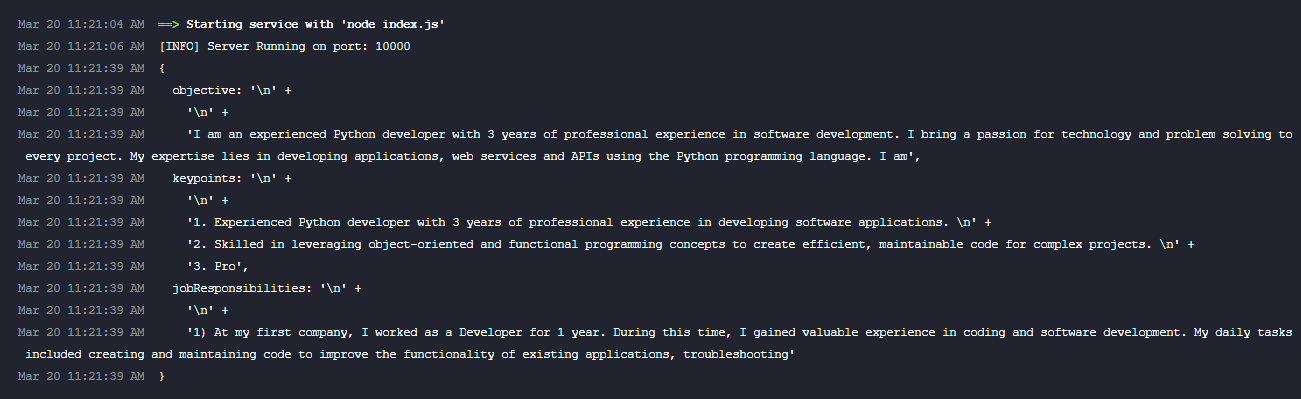 Mar 20 11:21:04 AM ==> Starting service with 'node index.js'
Mar 20 11:21:06 AM [INFO] Server Running on port: 10000
Mar 20 11:21:39 AM {
Mar 20 11:21:39 AM objective: '\n' +
Mar 20 11:21:39 AM '\n' +
Mar 20 11:21:39 AM 'I am an experienced Python developer with 3 years of professional experience in software development. I bring a passion for technology and problem solving to
every project. My expertise lies in developing applications, web services and APIs using the Python programming language. I am',
Mar 20 11:21:39 AM keypoints: '\n' +
Mar 20 11:21:39 AM '\n' +
Mar 20 11:21:39 AM '1. Experienced Python developer with 3 years of professional experience in developing software applications. \n' +
Mar 20 11:21:39 AM '2. Skilled in leveraging object-oriented and functional programming concepts to create efficient, maintainable code for complex projects. \n' +
Mar 20 11:21:39 AM '3. Pro',
Mar 20 11:21:39 AM jobResponsibilities: '\n' +
Mar 20 11:21:39 AM '\n' +
Mar 20 11:21:39 AM '1) At my first company, I worked as a Developer for 1 year. During this time, I gained valuable experience in coding and software development. My daily tasks
included creating and maintaining code to improve the functionality of existing applications, troubleshooting'
Mar 20 11:21:39 AM }